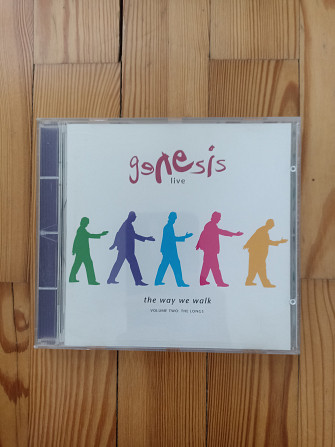 genesis
live
the way we walk
VOLUME TWO: THE LONGS